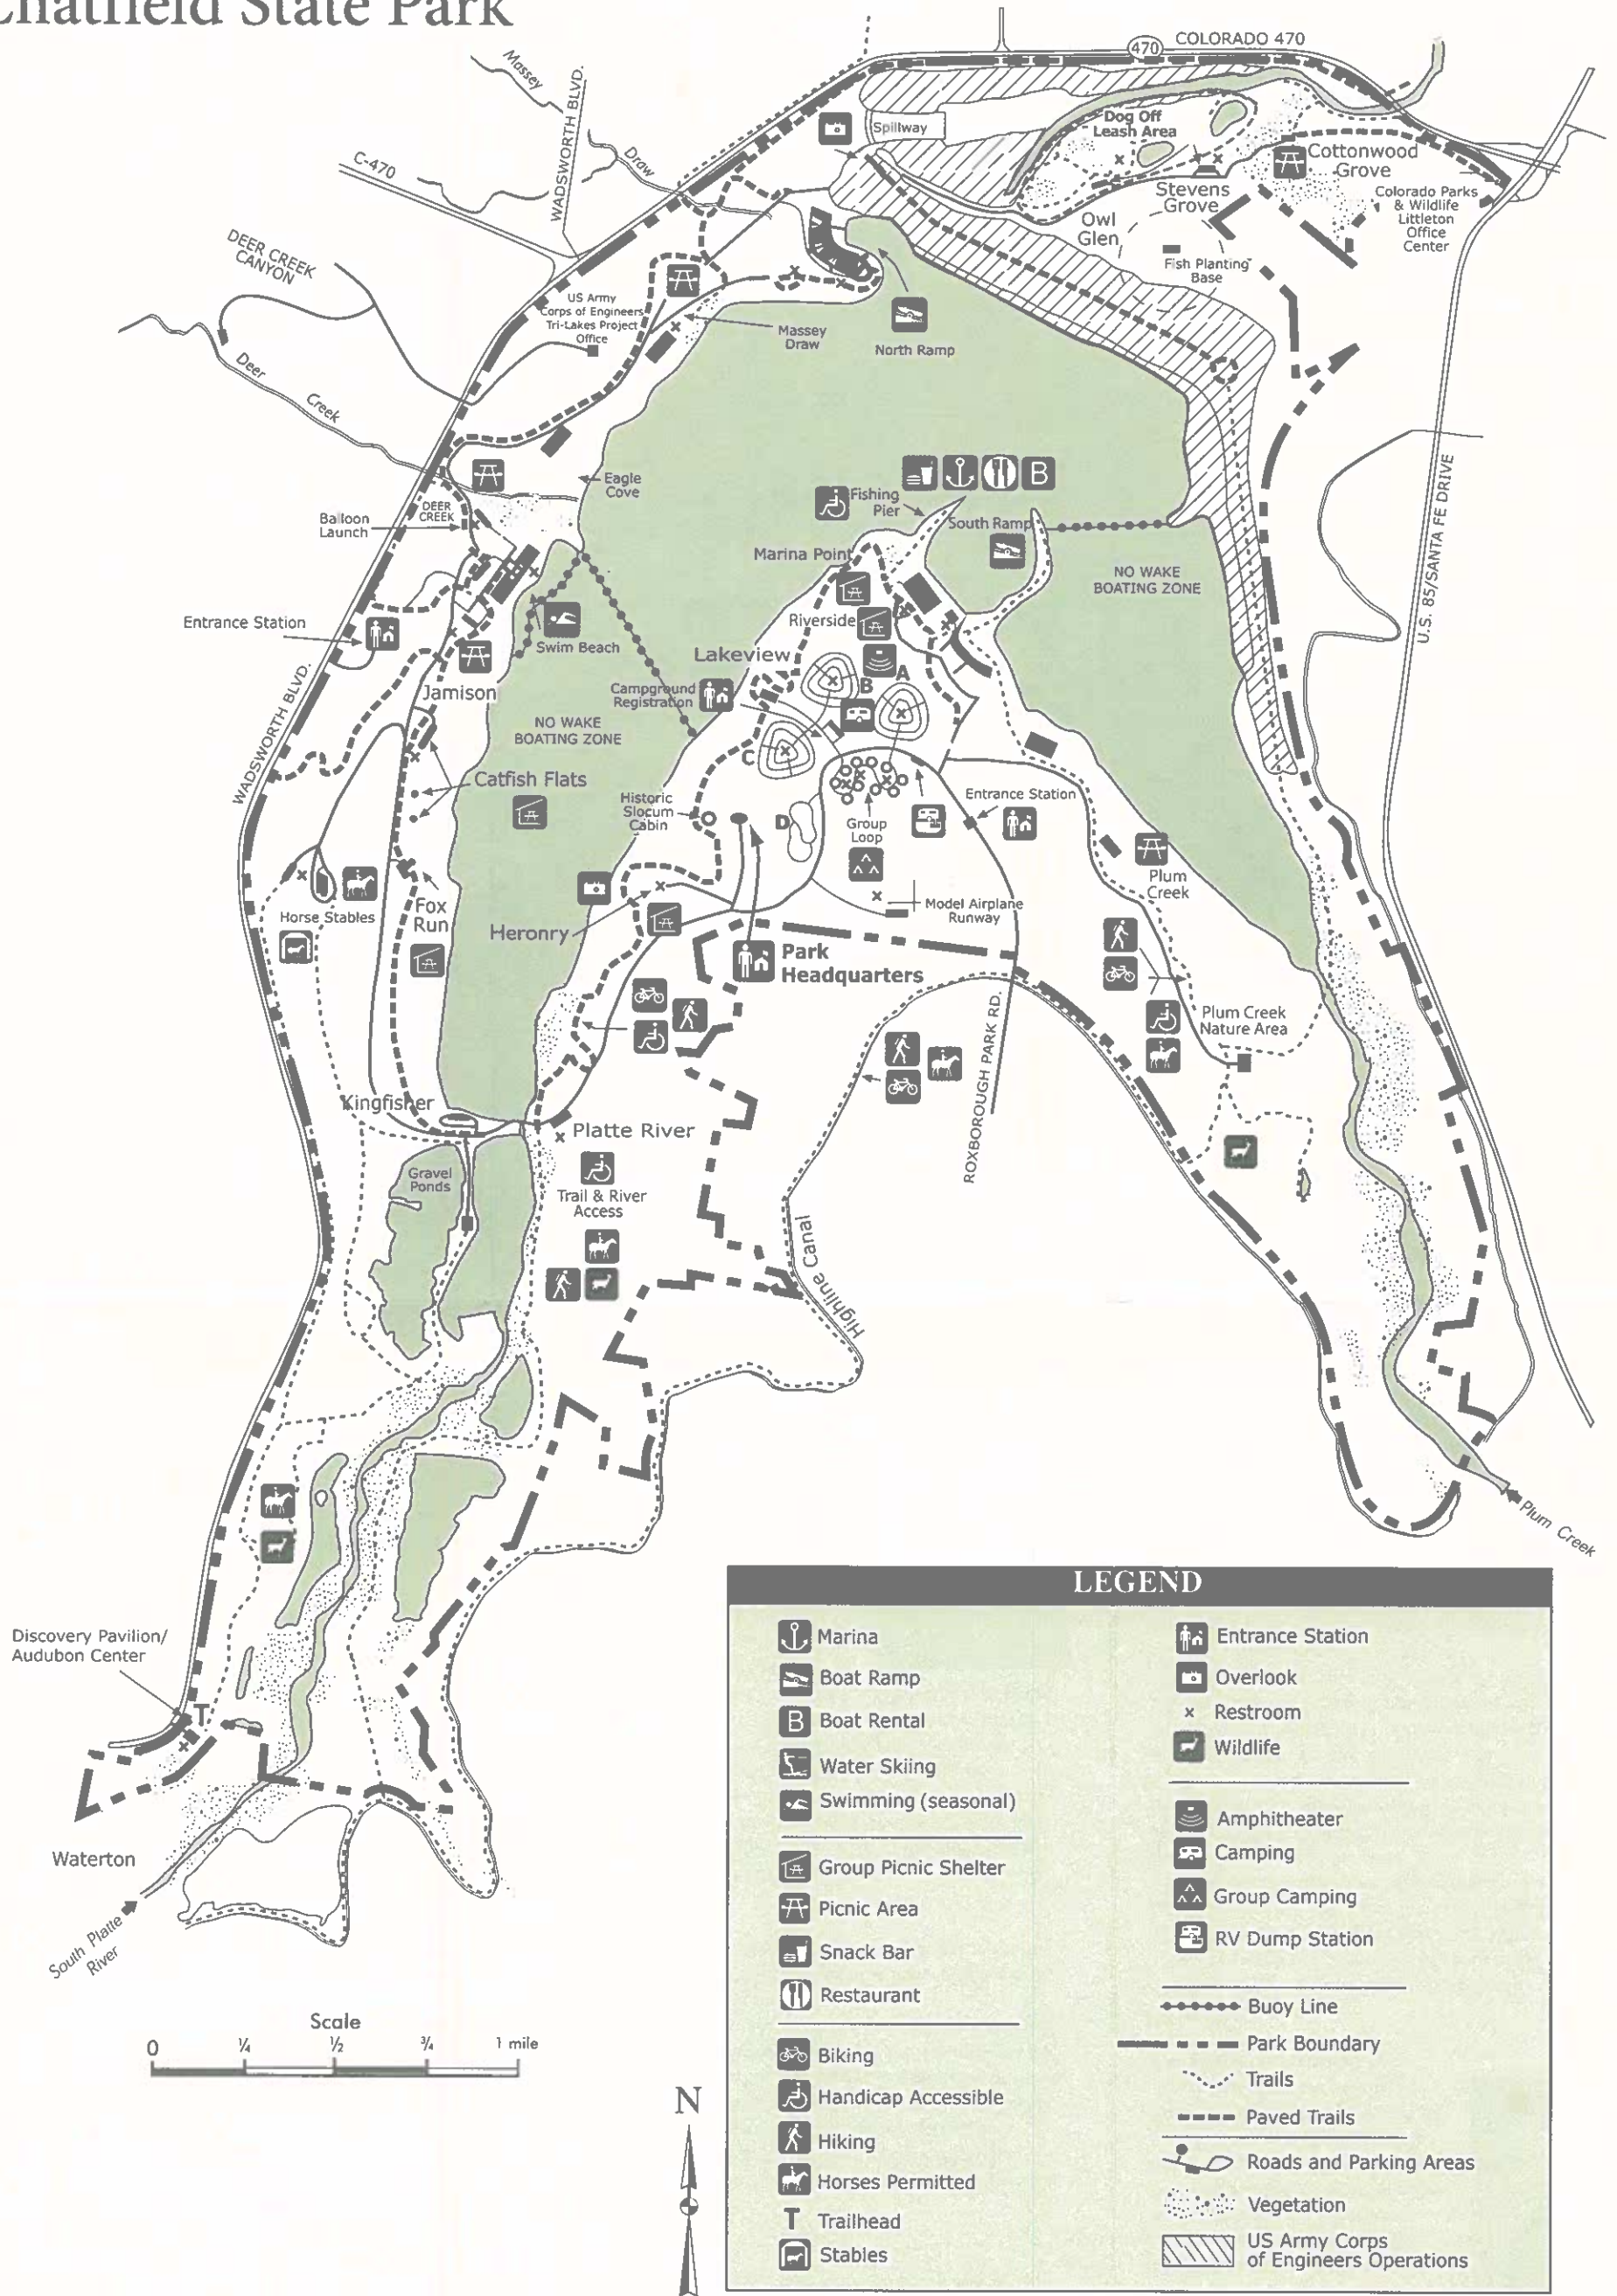 Chatfield State Park
COLORADO 470
470
Massey
Draw
WADSWORTH BLVD.
C-470
Spillway
Dog Off
Leash Area
Cottonwood
Grove
Stevens
Grove
Colorado Parks
& Wildlife
Littleton
Office
Center
Owl
Glen
Fish Planting
Base
DEER CREEK
CANYON
US Army
Corps of Engineers
Tri-Lakes Project
Office
Massey
Draw
North Ramp
Deer
Creek
Eagle
Cove
DEER
CREEK
Balloon
Launch
B
Fishing
Pier
South Ramp
Marina Point
NO WAKE
BOATING ZONE
U.S. 85/SANTA FE DRIVE
Entrance Station
Riverside
Swim Beach
Lakeview
A
B
Campground
Registration
Jamison
NO WAKE
BOATING ZONE
WADSWORTH BLVD.
C
Catfish Flats
Historic
Slocum
Cabin
D
Group
Loop
Entrance Station
Plum
Creek
Horse Stables
Fox
Run
Heronry
Model Airplane
Runway
Park
Headquarters
ROXBOROUGH PARK RD.
Plum Creek
Nature Area
Kingfisher
Platte River
Gravel
Ponds
Trail & River
Access
Highline Canal
Plum Creek
Discovery Pavilion/
Audubon Center
T
Waterton
South Platte
River
Scale
0 ¼ ½ ¾ 1 mile
N
LEGEND
Marina
Boat Ramp
B Boat Rental
Water Skiing
Swimming (seasonal)
Group Picnic Shelter
Picnic Area
Snack Bar
Restaurant
Biking
Handicap Accessible
Hiking
Horses Permitted
T Trailhead
Stables
Entrance Station
Overlook
x Restroom
Wildlife
Amphitheater
Camping
Group Camping
RV Dump Station
Buoy Line
Park Boundary
Trails
Paved Trails
Roads and Parking Areas
Vegetation
US Army Corps
of Engineers Operations